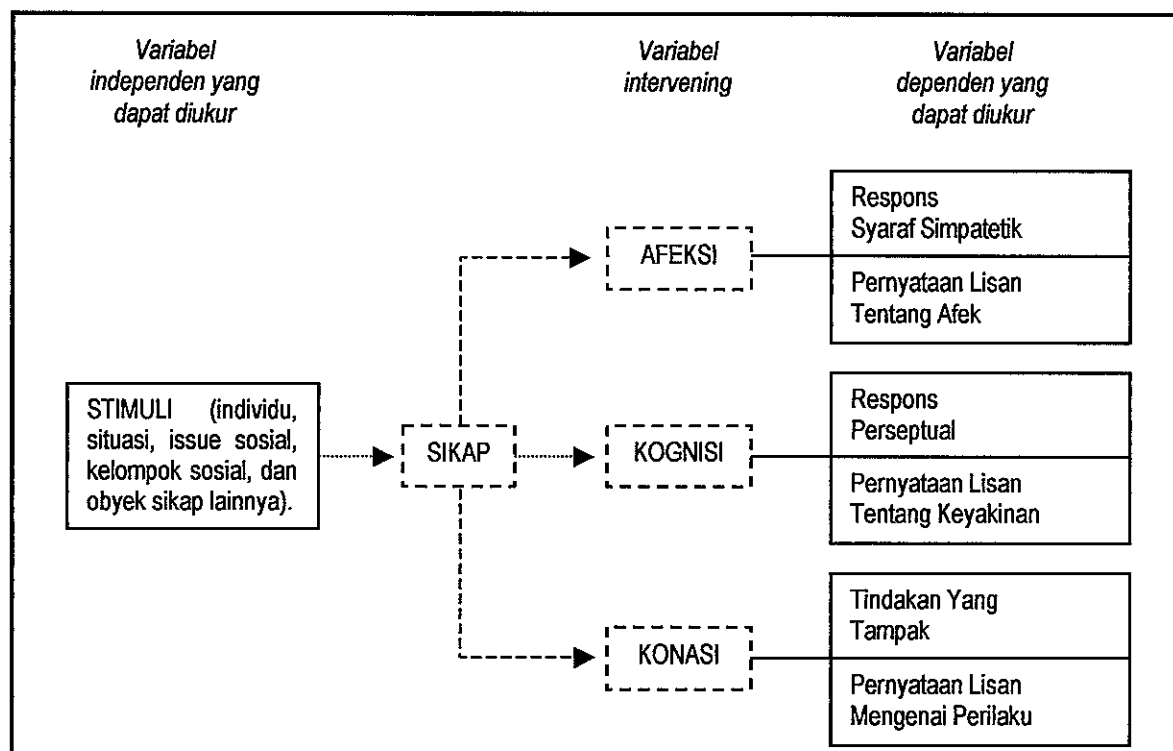 Variabel
independen yang
dapat diukur
Variabel
intervening
Variabel
dependen yang
dapat diukur
Respons
Syaraf Simpatetik
AFEKSI
Pernyataan Lisan
Tentang Afek
STIMULI (individu,
situasi, issue sosial,
kelompok sosial, dan
obyek sikap lainnya).
SIKAP
KOGNISI
Respons
Perseptual
Pernyataan Lisan
Tentang Keyakinan
Tindakan Yang
Tampak
KONASI
Pernyataan Lisan
Mengenai Perilaku